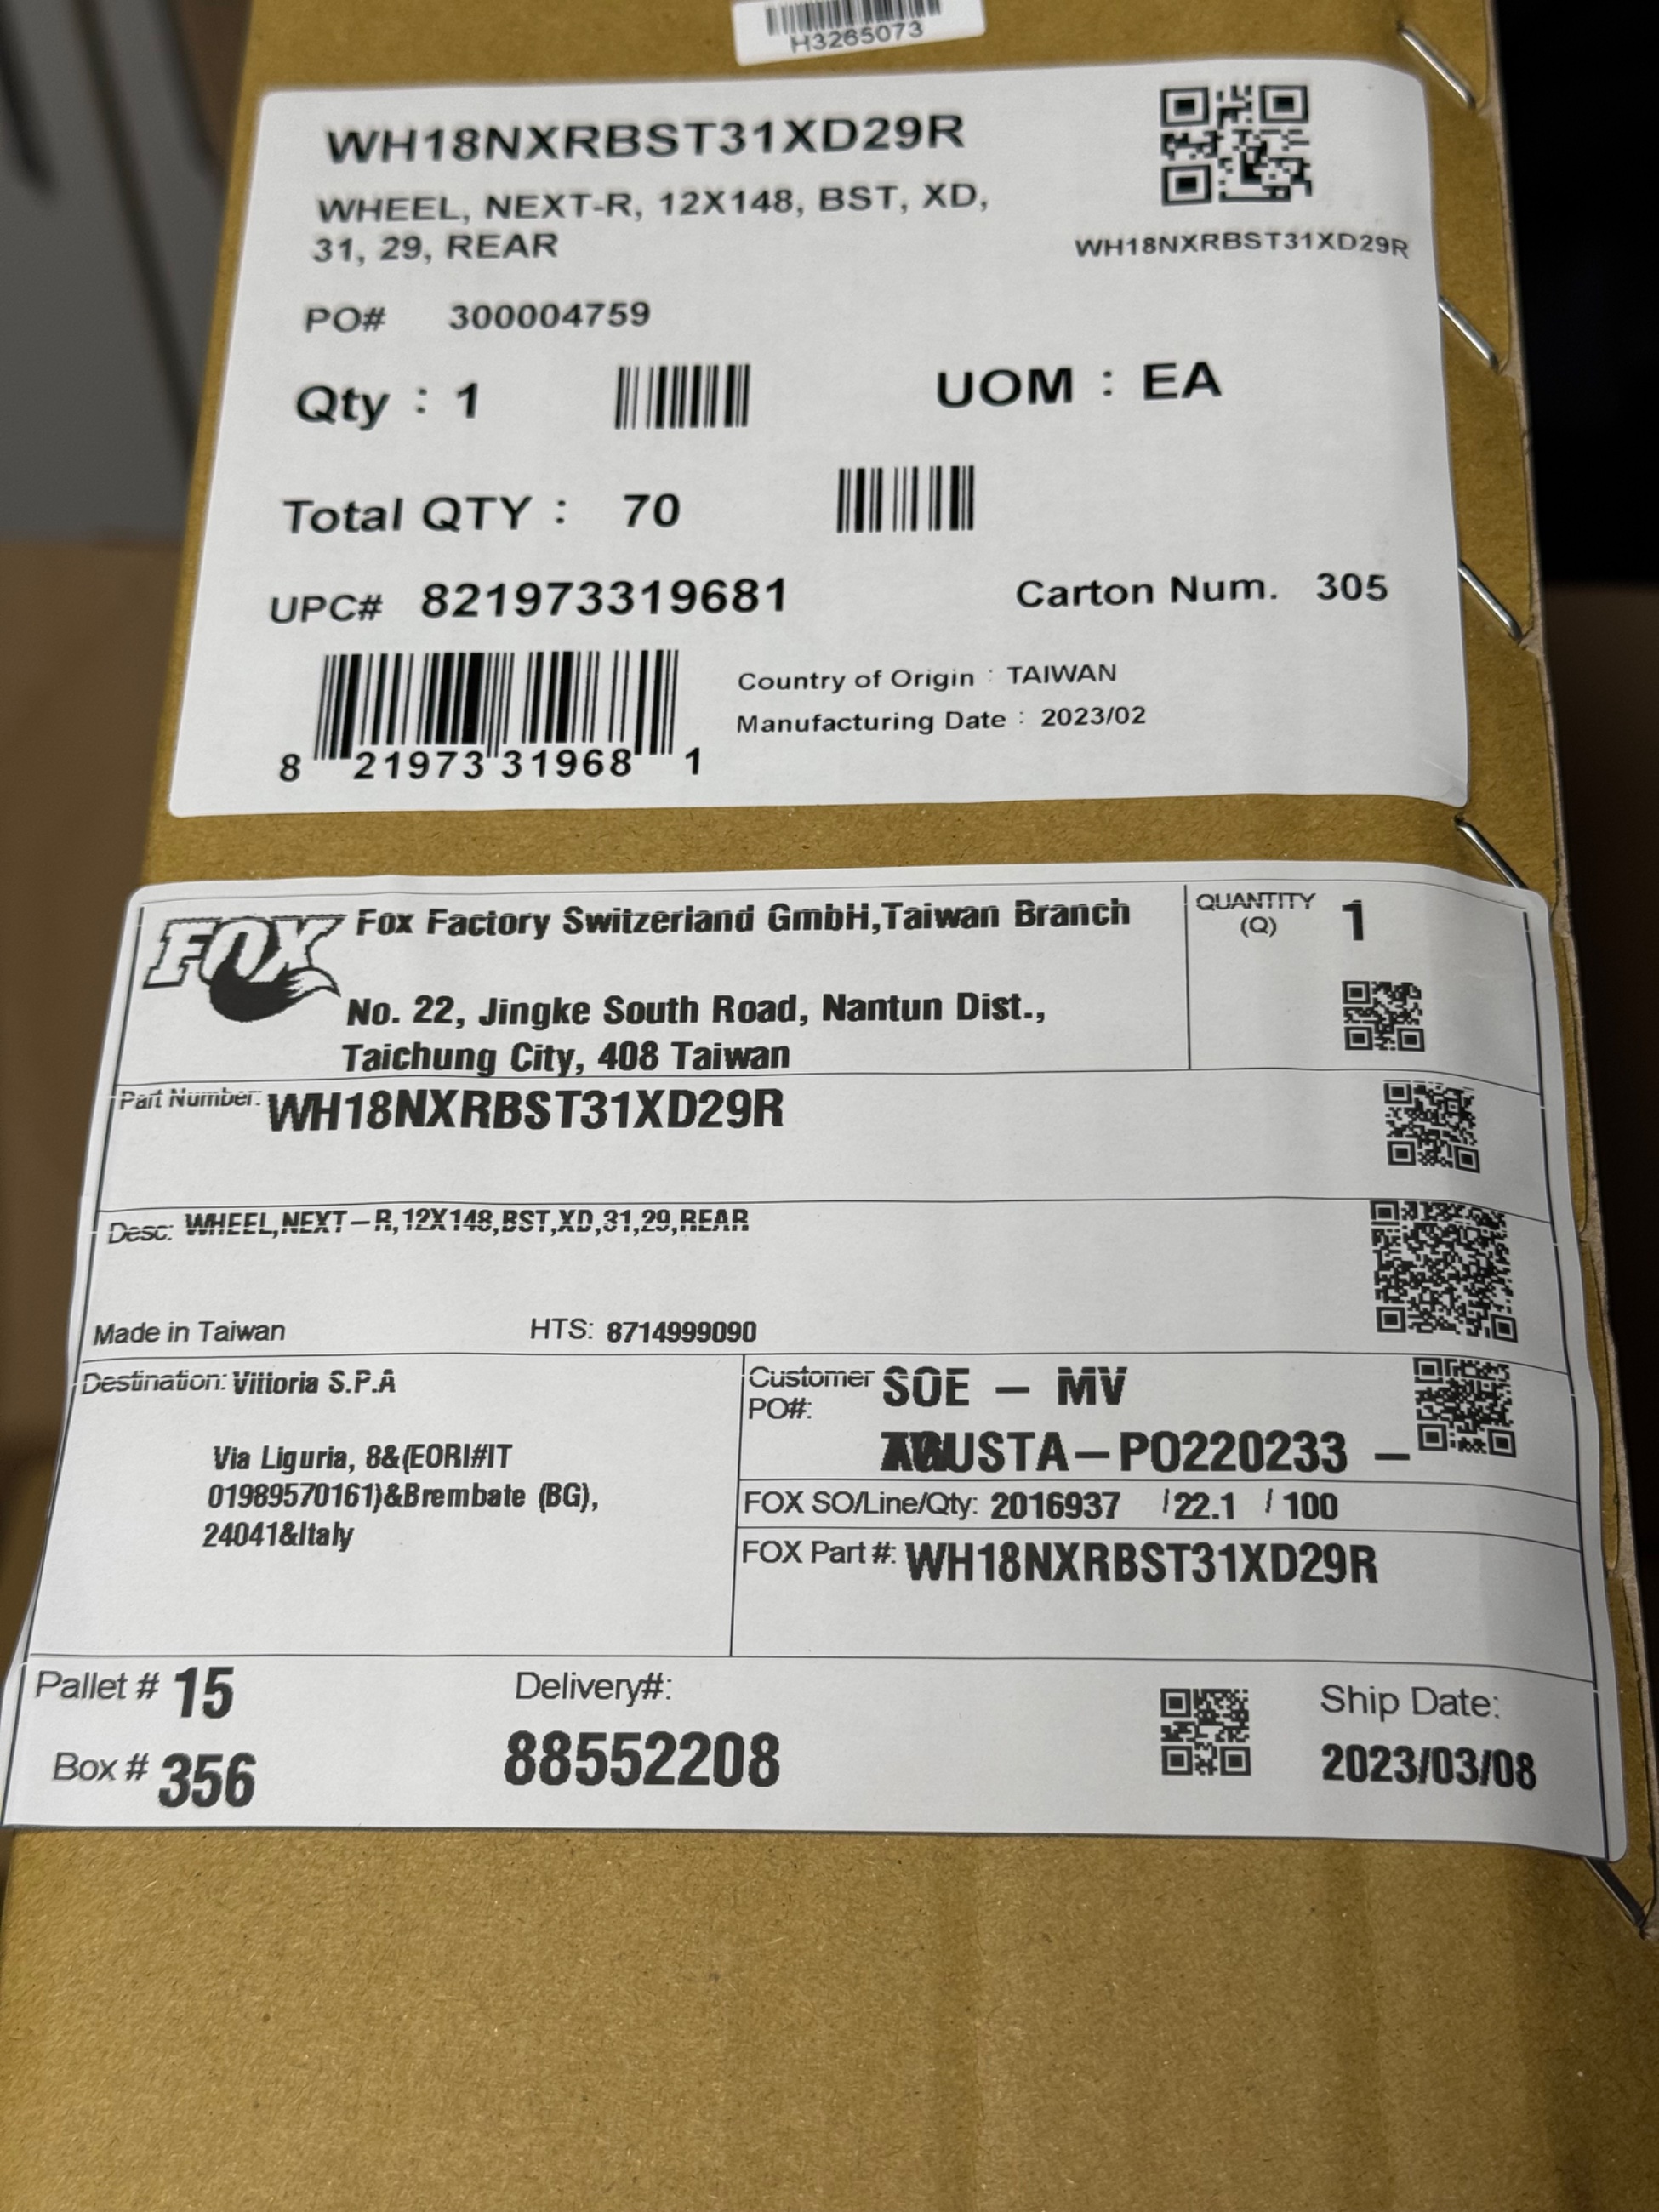 H3265073
WH18NXRBST31XD29R
WHEEL, NEXT-R, 12X148, BST, XD,
31, 29, REAR
WH18NXRBST31XD29R
PO# 300004759
Qty : 1 UOM : EA
Total QTY : 70
UPC# 821973319681 Carton Num. 305
Country of Origin : TAIWAN
Manufacturing Date : 2023/02
8 21973 31968 1
FOX Fox Factory Switzerland GmbH,Taiwan Branch
No. 22, Jingke South Road, Nantun Dist.,
Taichung City, 408 Taiwan
QUANTITY
(Q) 1
Part Number: WH18NXRBST31XD29R
Desc: WHEEL,NEXT-R,12X148,BST,XD,31,29,REAR
Made in Taiwan HTS: 8714999090
Destination: Vittoria S.P.A
Via Liguria, 8&(EORI#IT
01989570161)&Brembate (BG),
24041&Italy
Customer PO#: SOE - MV
USTA-PO220233 -
FOX SO/Line/Qty: 2016937 / 22.1 / 100
FOX Part #: WH18NXRBST31XD29R
Pallet # 15
Box # 356
Delivery#:
88552208
Ship Date:
2023/03/08